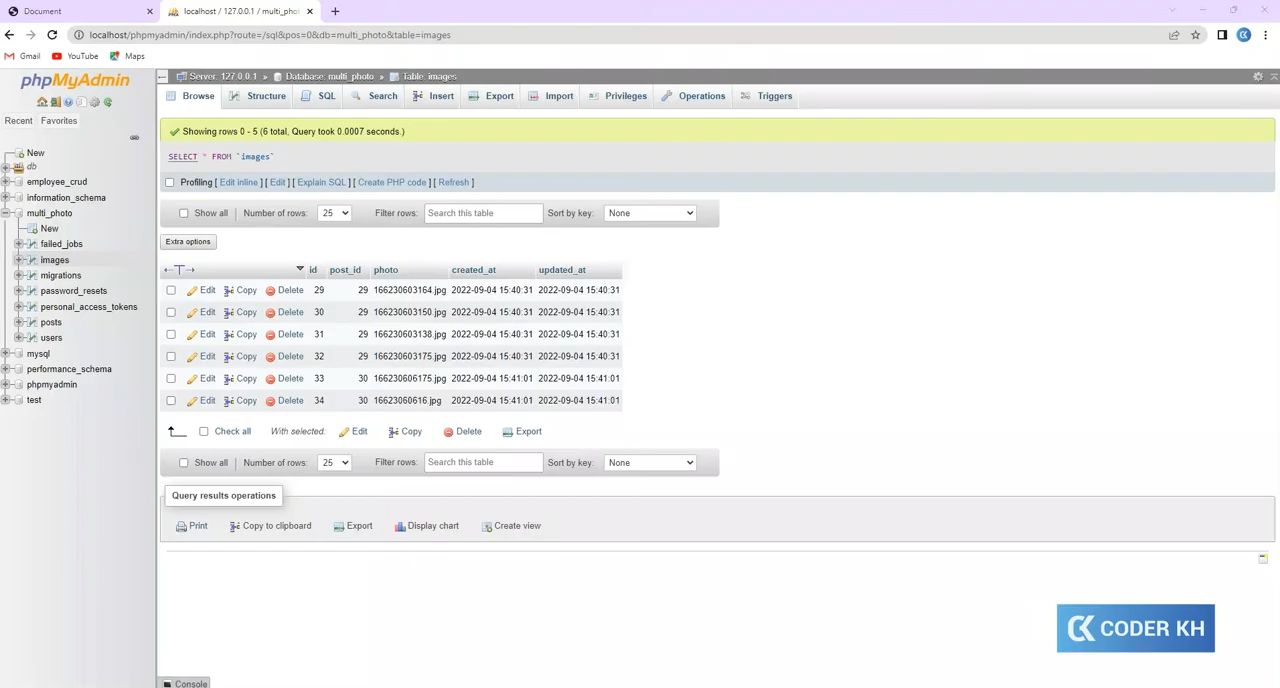 Document
localhost / 127.0.0.1 / multi_phot
localhost/phpmyadmin/index.php?route=/sql&pos=0&db=multi_photo&table=images
Gmail YouTube Maps
phpMyAdmin
Recent Favorites
New
db
employee_crud
information_schema
multi_photo
New
failed_jobs
images
migrations
password_resets
personal_access_tokens
posts
users
mysql
performance_schema
phpmyadmin
test
Server: 127.0.0.1 » Database: multi_photo » Table: images
Browse Structure SQL Search Insert Export Import Privileges Operations Triggers
Showing rows 0 - 5 (6 total, Query took 0.0007 seconds.)
SELECT * FROM `images`
Profiling [ Edit inline ] [ Edit ] [ Explain SQL ] [ Create PHP code ] [ Refresh ]
Show all Number of rows: 25 Filter rows: Search this table Sort by key: None
Extra options
id post_id photo created_at updated_at
Edit Copy Delete 29 29 166230603164.jpg 2022-09-04 15:40:31 2022-09-04 15:40:31
Edit Copy Delete 30 29 166230603150.jpg 2022-09-04 15:40:31 2022-09-04 15:40:31
Edit Copy Delete 31 29 166230603138.jpg 2022-09-04 15:40:31 2022-09-04 15:40:31
Edit Copy Delete 32 29 166230603175.jpg 2022-09-04 15:40:31 2022-09-04 15:40:31
Edit Copy Delete 33 30 166230606175.jpg 2022-09-04 15:41:01 2022-09-04 15:41:01
Edit Copy Delete 34 30 16623060616.jpg 2022-09-04 15:41:01 2022-09-04 15:41:01
Check all With selected: Edit Copy Delete Export
Show all Number of rows: 25 Filter rows: Search this table Sort by key: None
Query results operations
Print Copy to clipboard Export Display chart Create view
CK CODER KH
Console